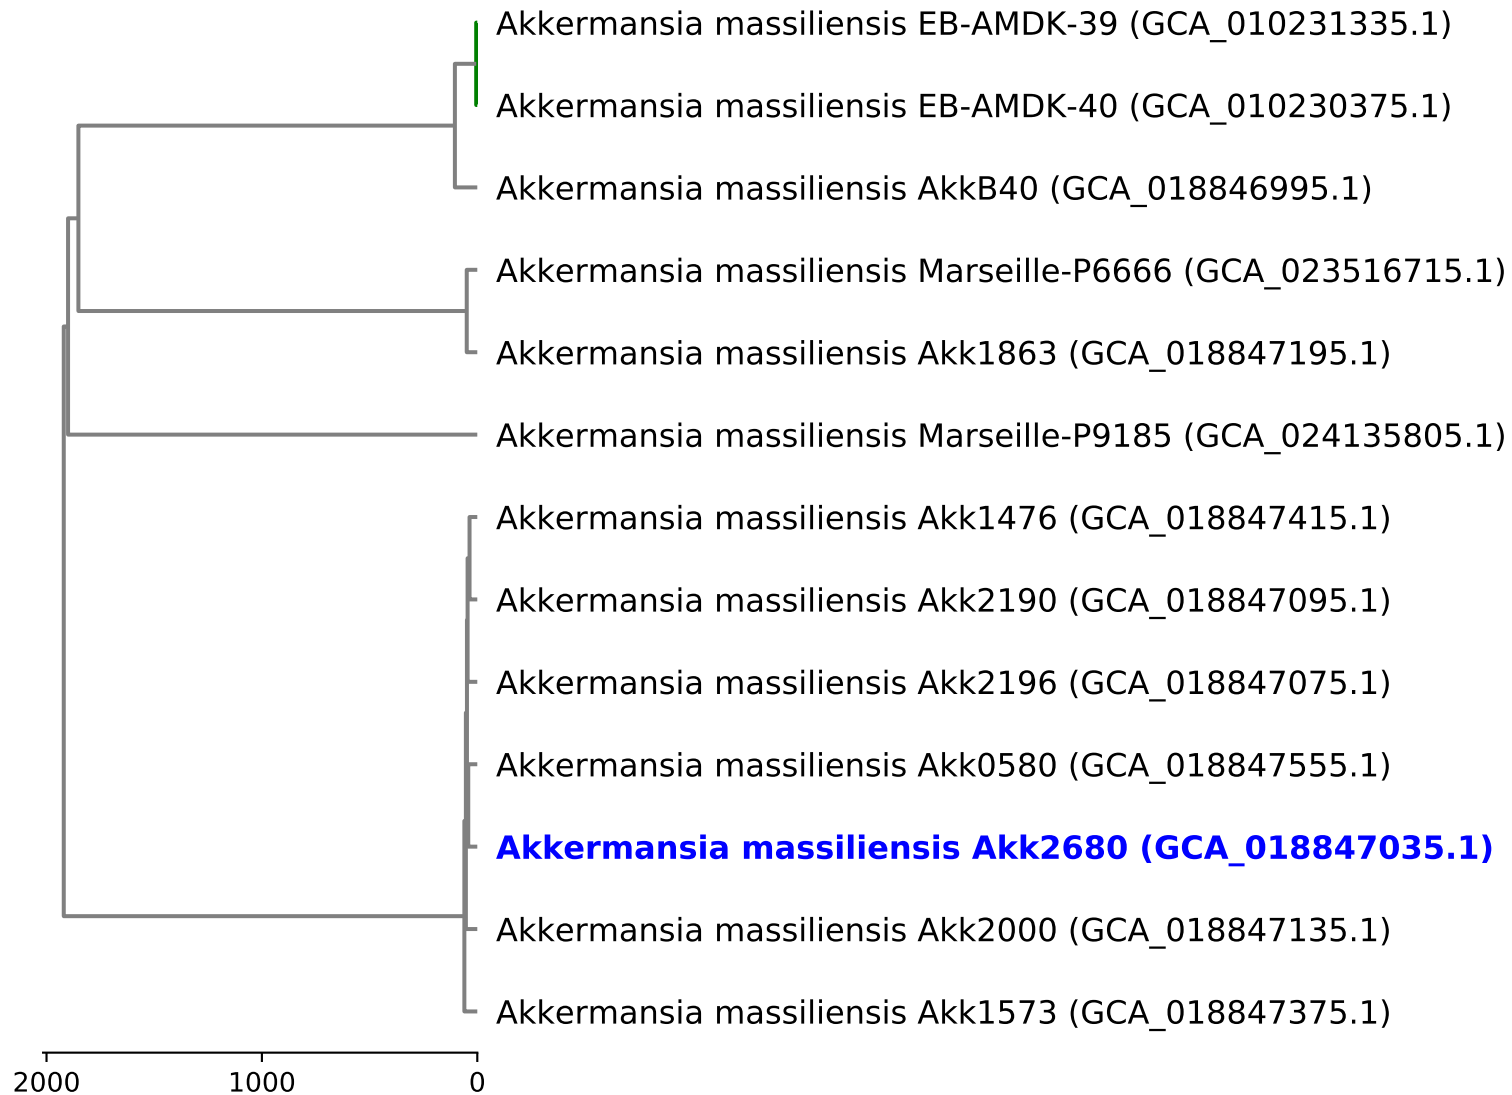 Akkermansia massiliensis EB-AMDK-39 (GCA_010231335.1)
Akkermansia massiliensis EB-AMDK-40 (GCA_010230375.1)
Akkermansia massiliensis AkkB40 (GCA_018846995.1)
Akkermansia massiliensis Marseille-P6666 (GCA_023516715.1)
Akkermansia massiliensis Akk1863 (GCA_018847195.1)
Akkermansia massiliensis Marseille-P9185 (GCA_024135805.1)
Akkermansia massiliensis Akk1476 (GCA_018847415.1)
Akkermansia massiliensis Akk2190 (GCA_018847095.1)
Akkermansia massiliensis Akk2196 (GCA_018847075.1)
Akkermansia massiliensis Akk0580 (GCA_018847555.1)
Akkermansia massiliensis Akk2680 (GCA_018847035.1)
Akkermansia massiliensis Akk2000 (GCA_018847135.1)
Akkermansia massiliensis Akk1573 (GCA_018847375.1)
2000 1000 0